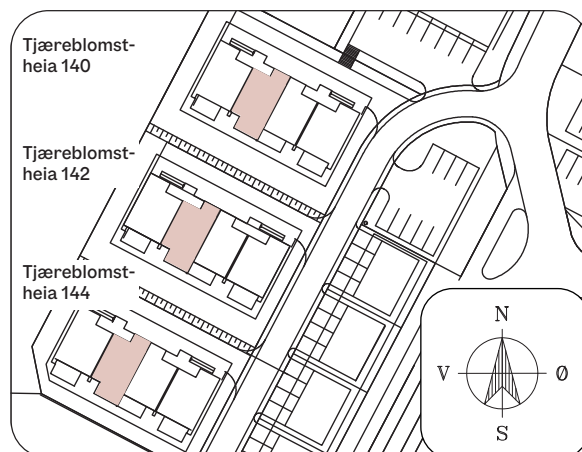 Tjæreblomst-
heia 140
Tjæreblomst-
heia 142
Tjæreblomst-
heia 144
N
V Ø
S